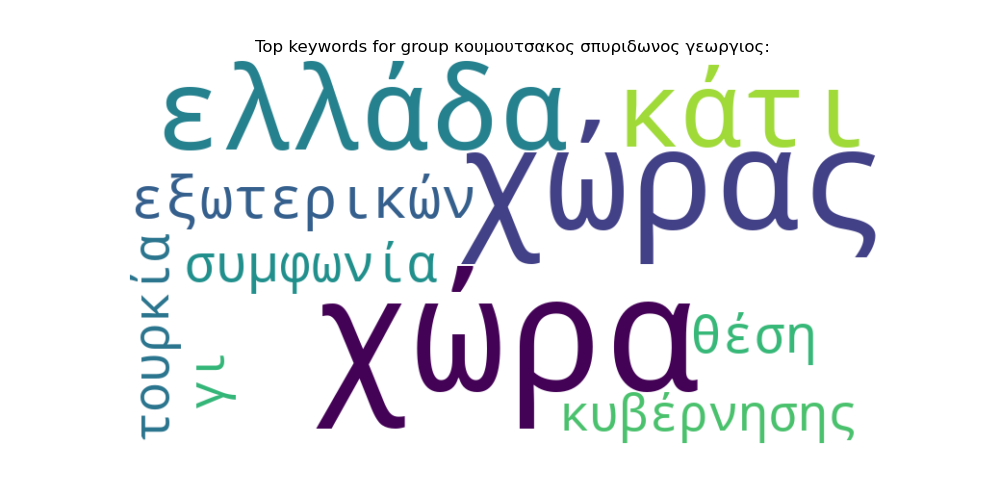 Top keywords for group κουμουτσακος σπυριδωνος γεωργιος:
ελλάδα κάτι
χώρας
εξωτερικών
συμφωνία
τουρκία
χώρα
θέση
γι
κυβέρνησης